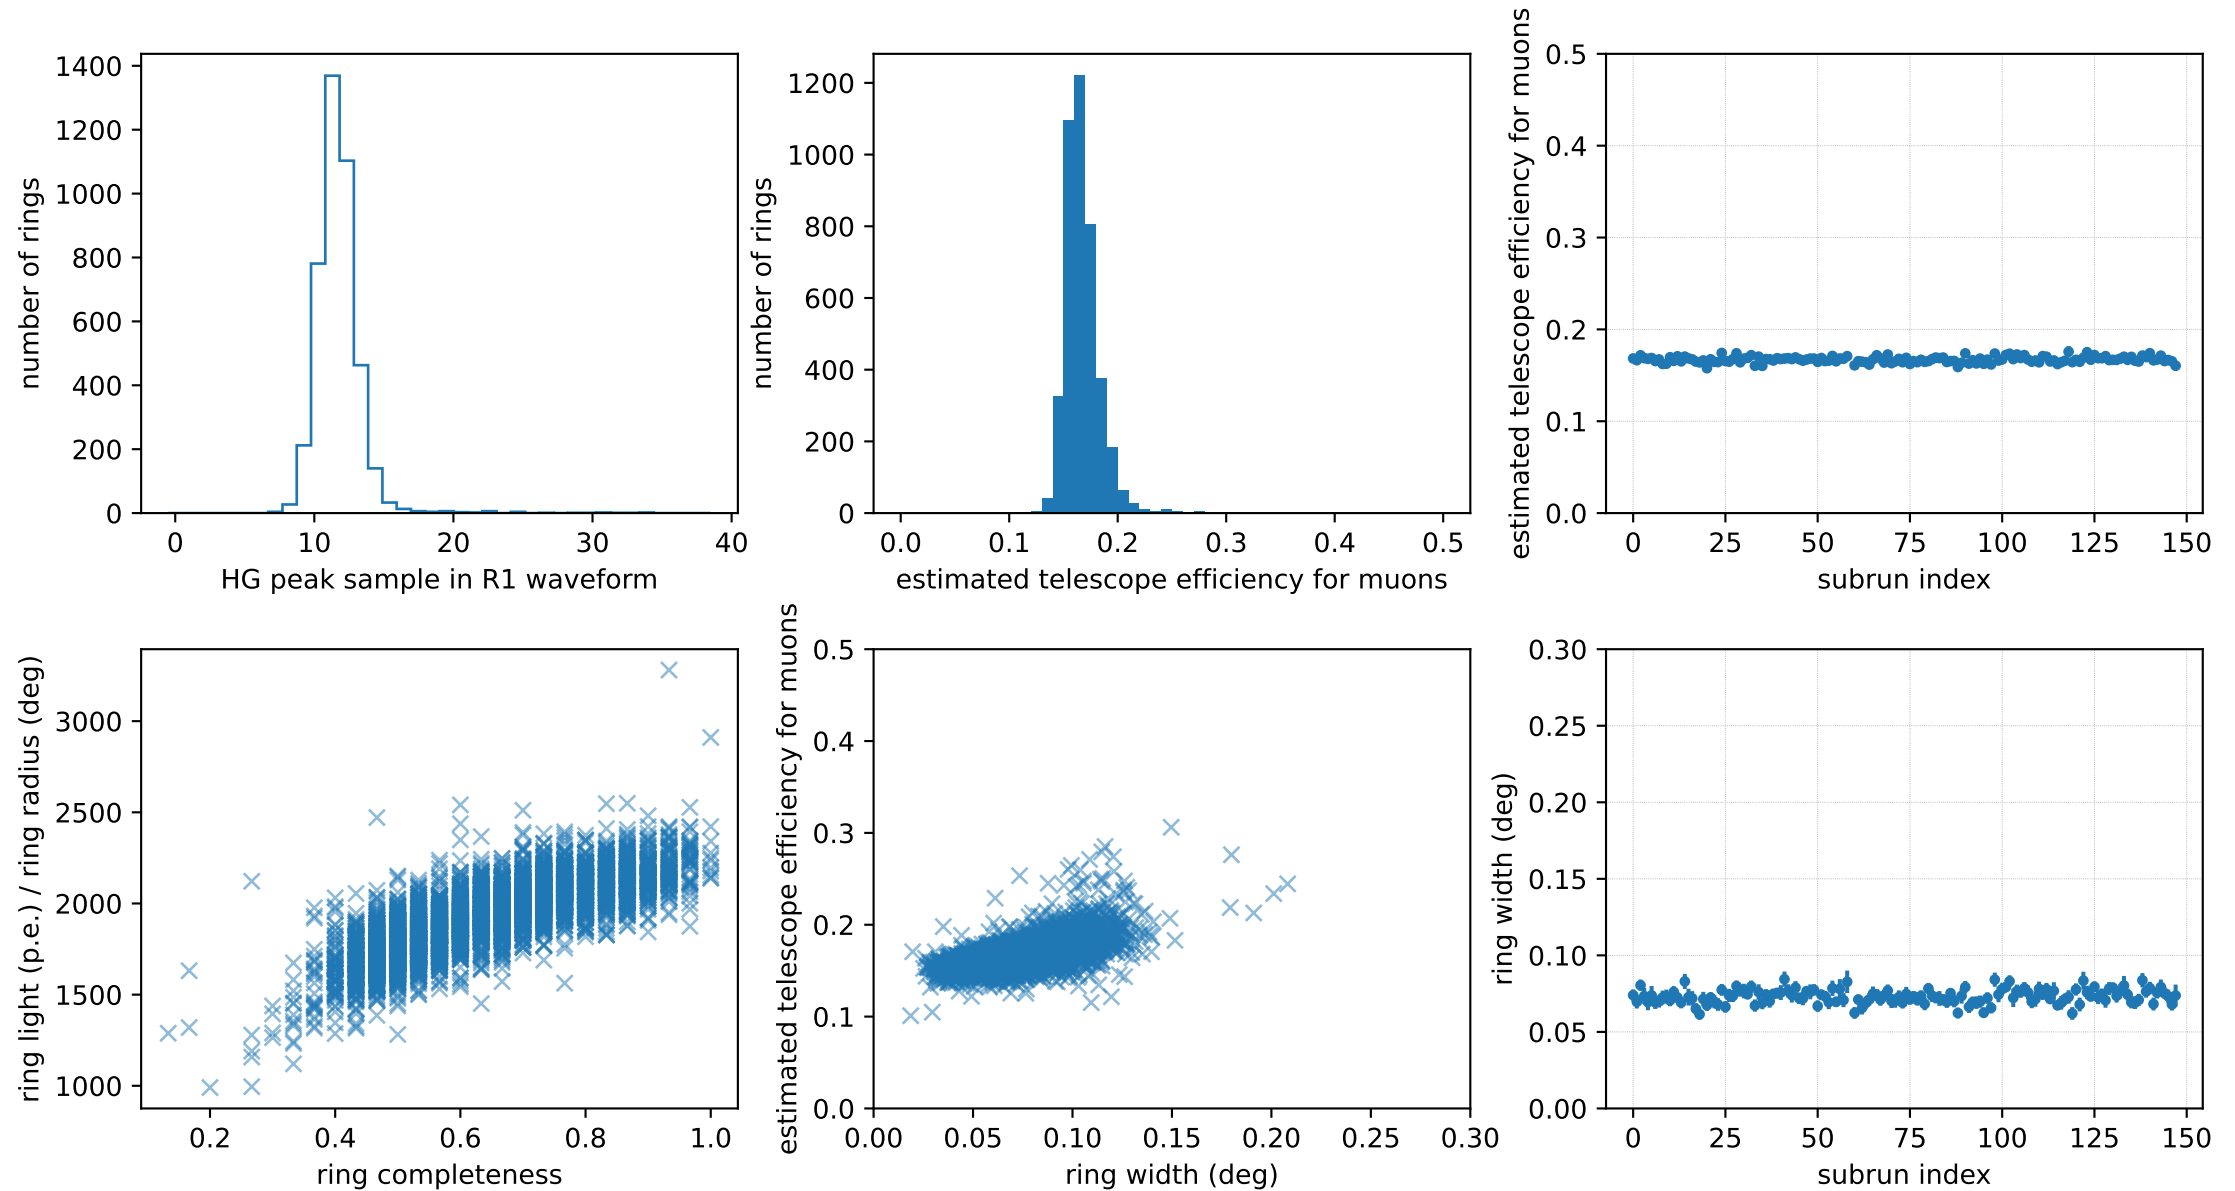 1400
1200
1000
800
600
400
200
0
number of rings
0 10 20 30 40
HG peak sample in R1 waveform
1200
1000
800
600
400
200
0
number of rings
0.0 0.1 0.2 0.3 0.4 0.5
estimated telescope efficiency for muons
0.5
0.4
0.3
0.2
0.1
0.0
estimated telescope efficiency for muons
0 25 50 75 100 125 150
subrun index
3000
2500
2000
1500
1000
ring light (p.e.) / ring radius (deg)
0.2 0.4 0.6 0.8 1.0
ring completeness
0.5
0.4
0.3
0.2
0.1
0.0
estimated telescope efficiency for muons
0.00 0.05 0.10 0.15 0.20 0.25 0.30
ring width (deg)
0.30
0.25
0.20
0.15
0.10
0.05
0.00
ring width (deg)
0 25 50 75 100 125 150
subrun index